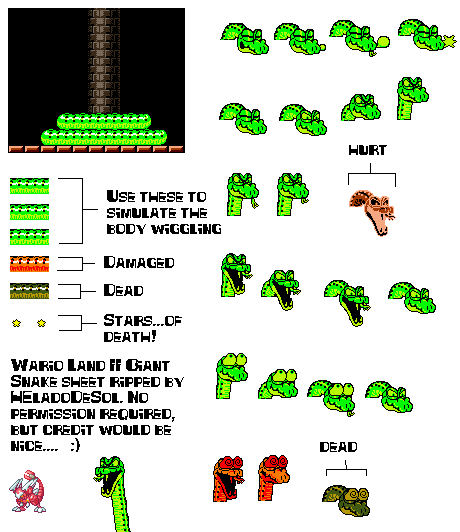 HURT
USE THESE TO
SIMULATE THE
BODY WIGGLING
DAMAGED
DEAD
STAIRS...OF
DEATH!
WARIO LAND II GIANT
SNAKE SHEET RIPPED BY
HELADODESOL. NO
PERMISSION REQUIRED,
BUT CREDIT WOULD BE
NICE.... :)
DEAD